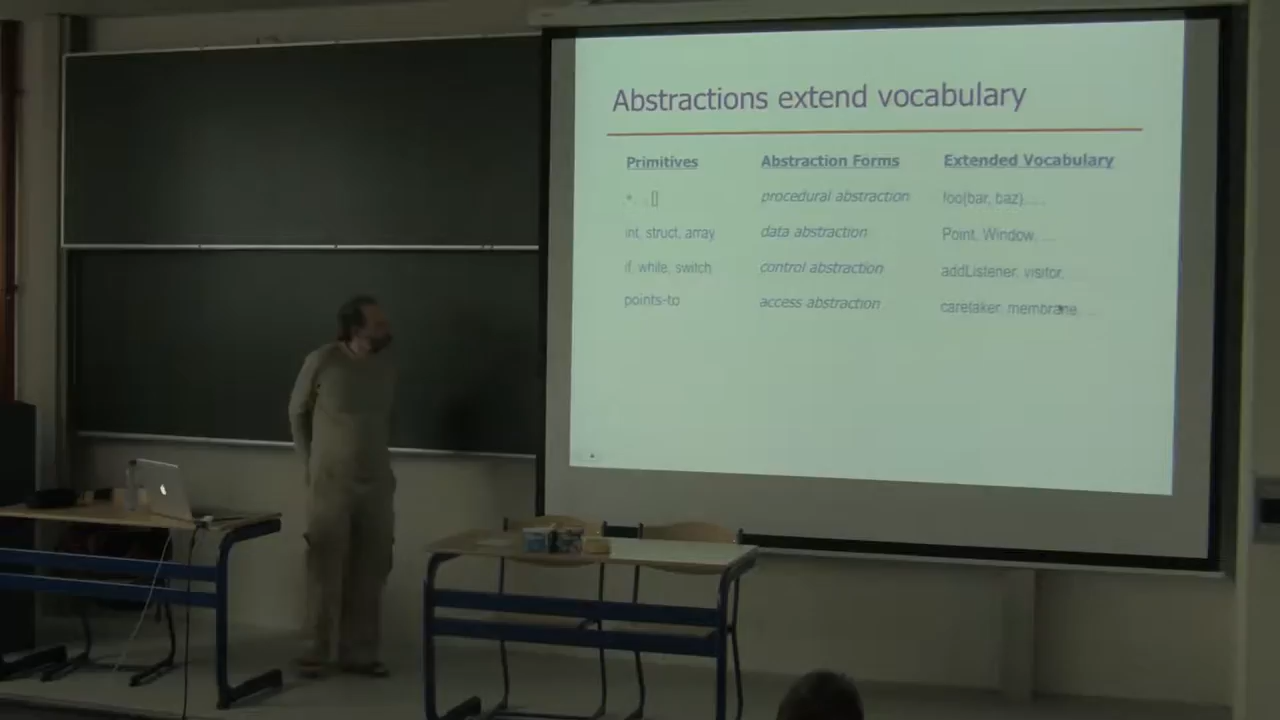 Abstractions extend vocabulary
Primitives Abstraction Forms Extended Vocabulary
[] procedural abstraction foo(bar, baz)....
int, struct, array data abstraction Point, Window....
if, while, switch control abstraction addListener, visitor
points-to access abstraction caretaker, membrane....